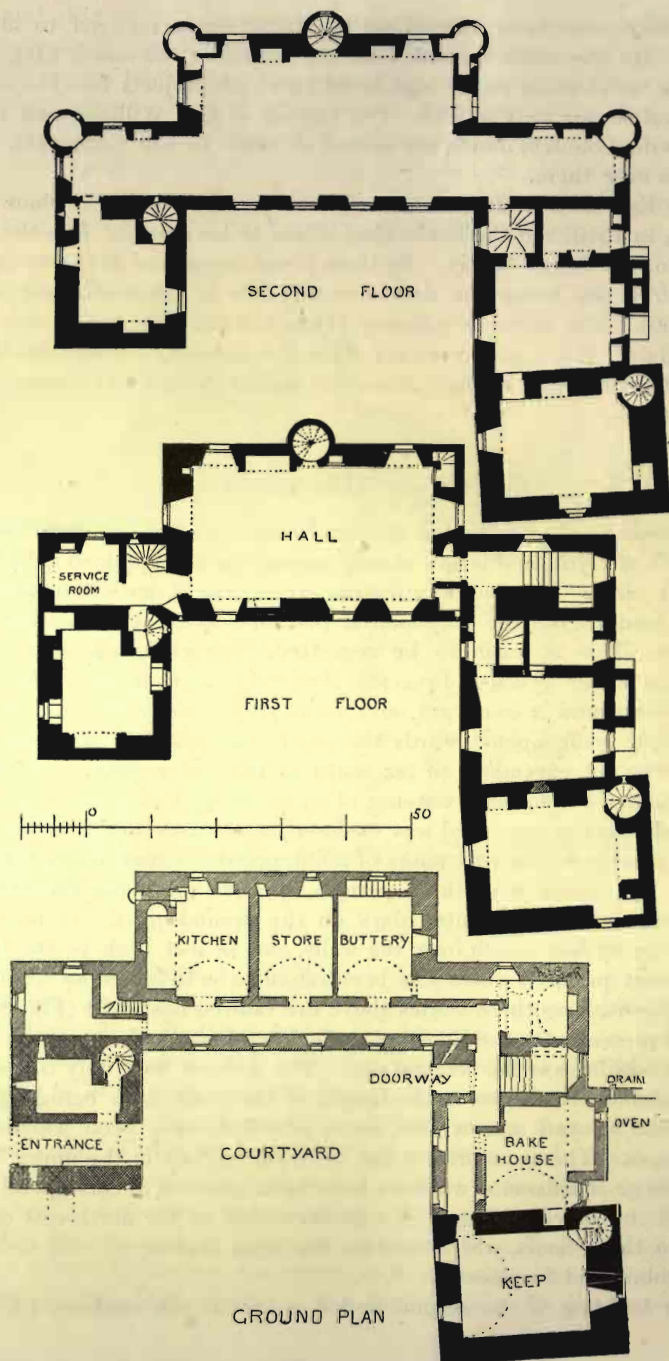 SECOND FLOOR
HALL
SERVICE
ROOM
FIRST FLOOR
0 50
KITCHEN STORE BUTTERY
DOORWAY
DRAIN
OVEN
BAKE
HOUSE
ENTRANCE
COURTYARD
KEEP
GROUND PLAN